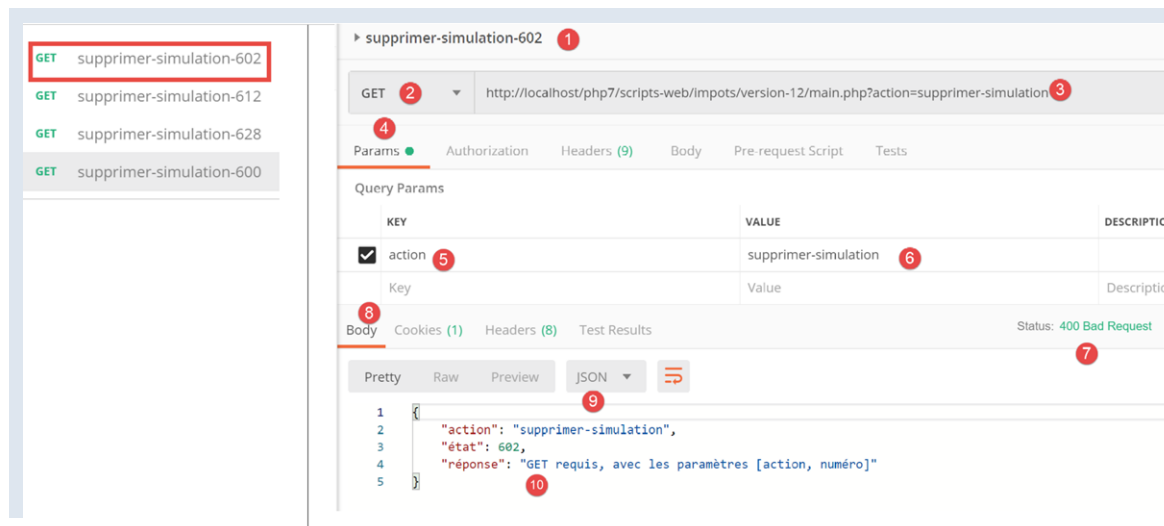 GET supprimer-simulation-602
GET supprimer-simulation-612
GET supprimer-simulation-628
GET supprimer-simulation-600
supprimer-simulation-602 1
GET 2 http://localhost/php7/scripts-web/impots/version-12/main.php?action=supprimer-simulation 3
4
Params Authorization Headers (9) Body Pre-request Script Tests
Query Params
KEY VALUE DESCRIPTIO
action 5 supprimer-simulation 6
Key Value Descriptio
8
Body Cookies (1) Headers (8) Test Results Status: 400 Bad Request
7
Pretty Raw Preview JSON
9
1 {
2 "action": "supprimer-simulation",
3 "état": 602,
4 "réponse": "GET requis, avec les paramètres [action, numéro]"
5 }
10